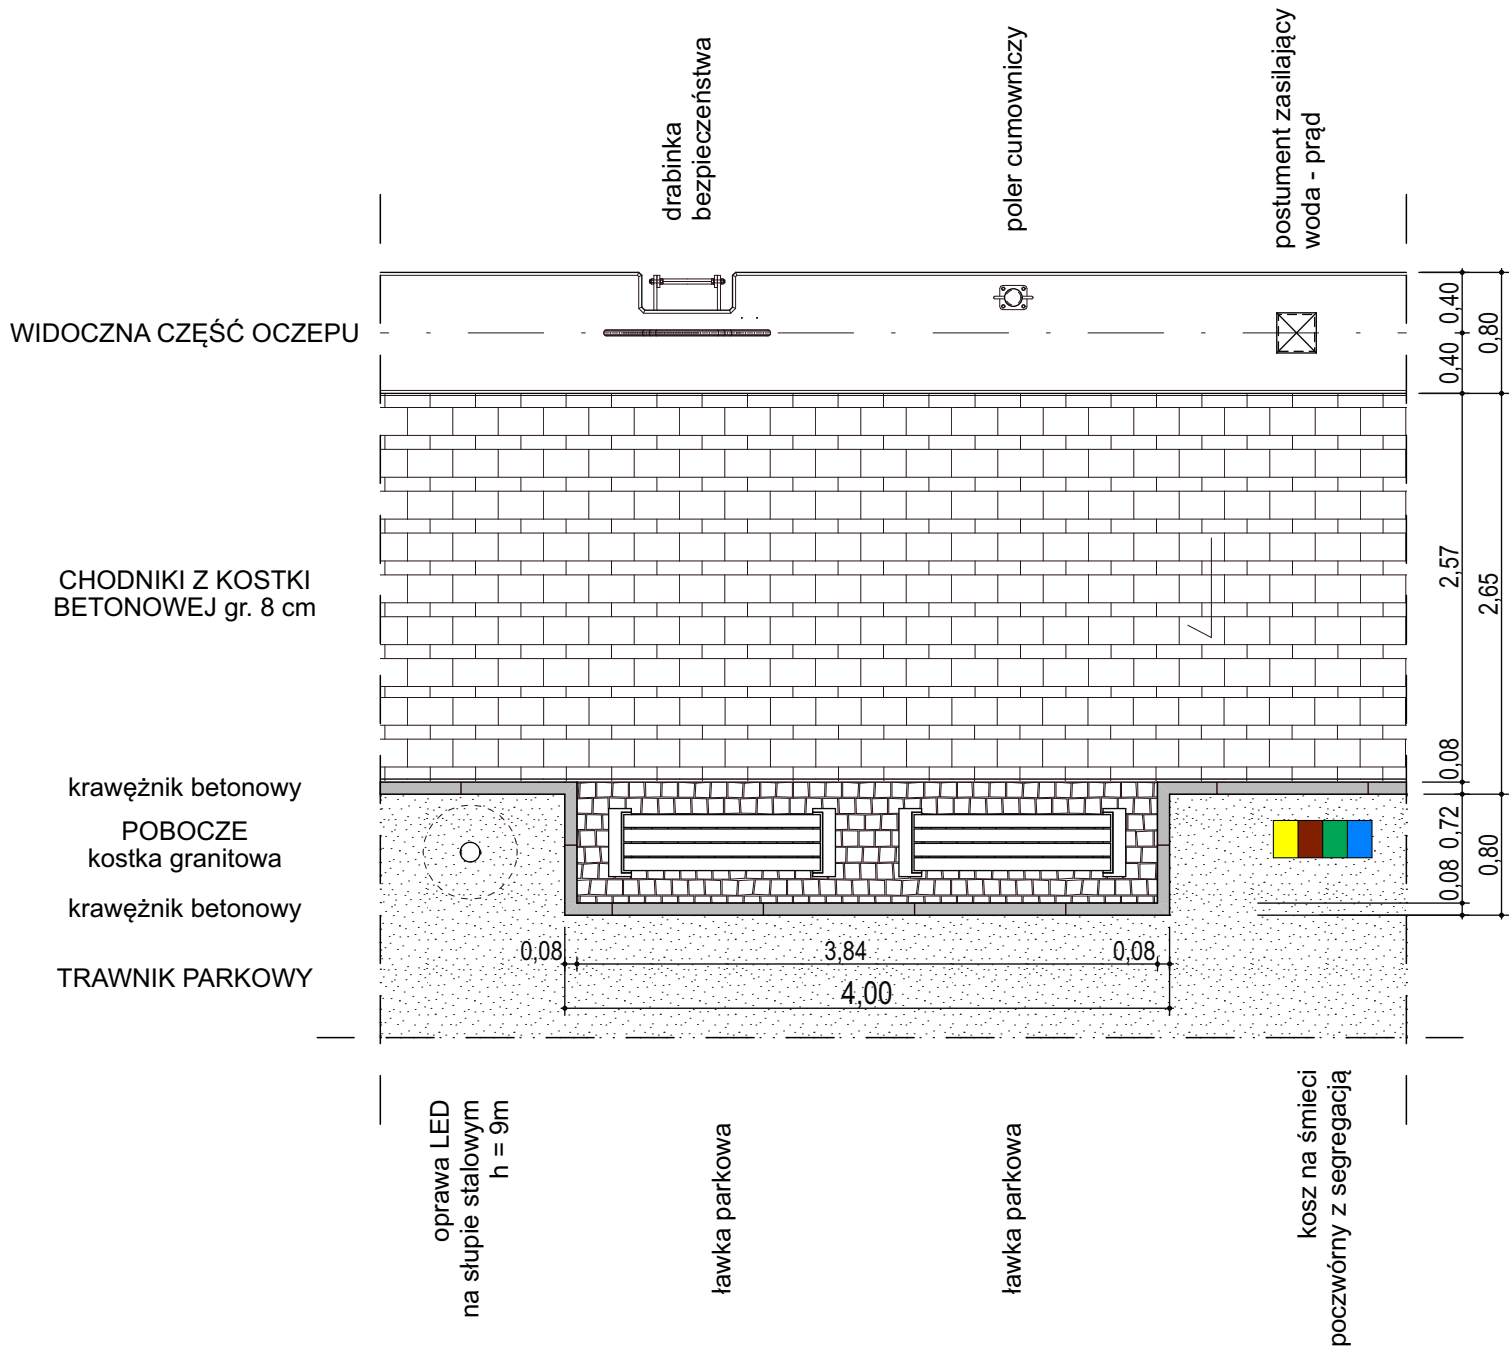 drabinka
bezpieczeństwa
poler cumowniczy
postument zasilający
woda - prąd
WIDOCZNA CZĘŚĆ OCZEPU
0,40
0,40
0,80
CHODNIKI Z KOSTKI
BETONOWEJ gr. 8 cm
2,57
2,65
0,08
krawężnik betonowy
POBOCZE
kostka granitowa
0,72
0,80
krawężnik betonowy
0,08
TRAWNIK PARKOWY
0,08
3,84
0,08
4,00
oprawa LED
na słupie stalowym
h = 9m
ławka parkowa
ławka parkowa
kosz na śmieci
poczwórny z segregacją